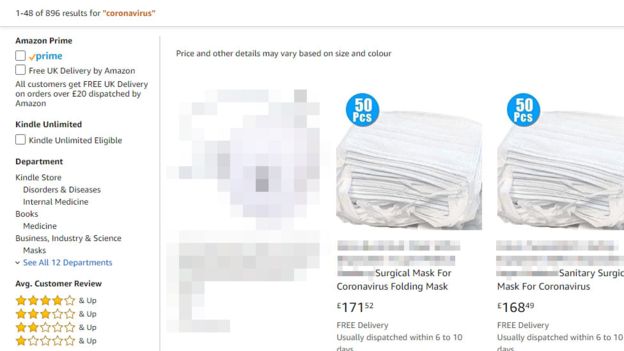 1-48 of 896 results for "coronavirus"
Amazon Prime
prime
Free UK Delivery by Amazon
All customers get FREE UK Delivery
on orders over £20 dispatched by
Amazon
Kindle Unlimited
Kindle Unlimited Eligible
Department
Kindle Store
Disorders & Diseases
Internal Medicine
Books
Medicine
Business, Industry & Science
Masks
See All 12 Departments
Avg. Customer Review
& Up
& Up
& Up
& Up
Price and other details may vary based on size and colour
50
Pcs
Surgical Mask For
Coronavirus Folding Mask
£171.52
FREE Delivery
Usually dispatched within 6 to 10
days
50
Pcs
Sanitary Surgic
Mask For Coronavirus
£168.49
FREE Delivery
Usually dispatched within 6 to 10
days